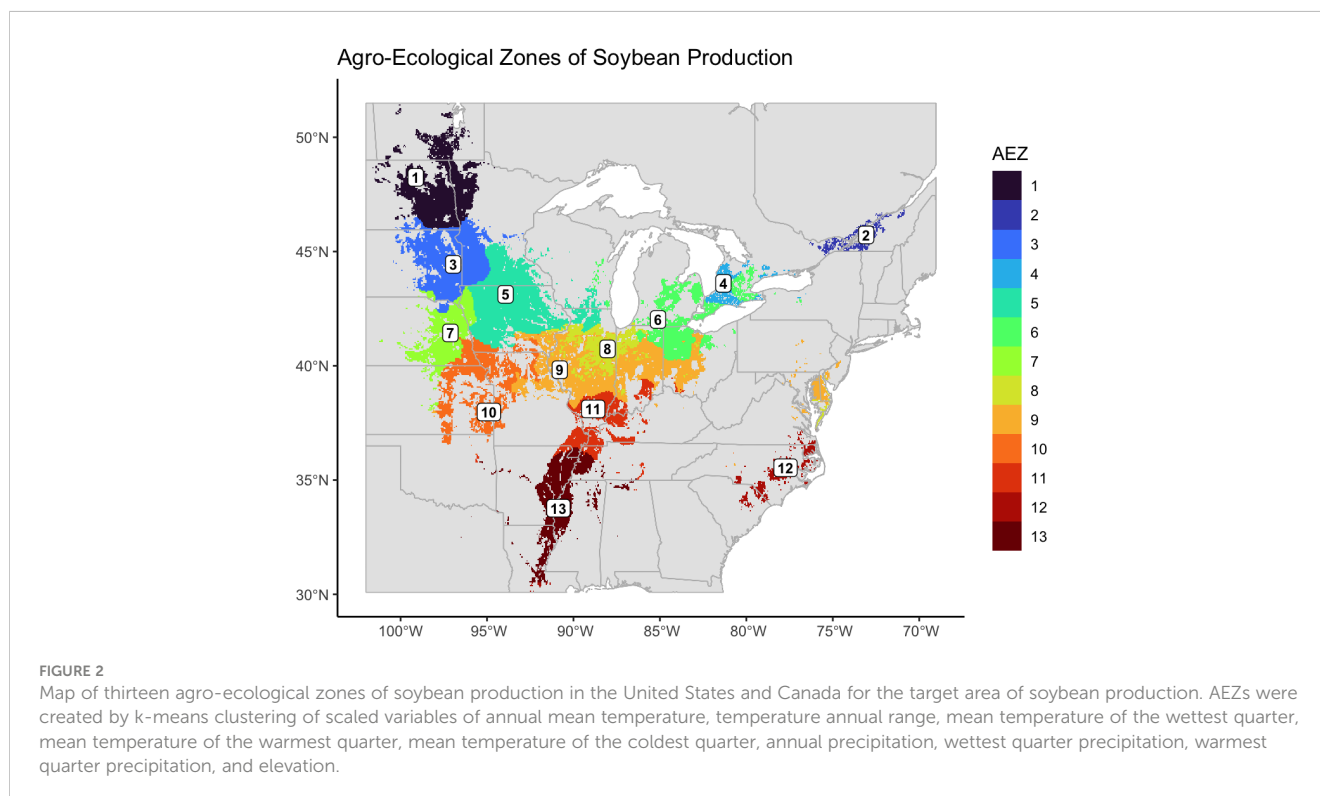 Agro-Ecological Zones of Soybean Production
50°N
45°N
40°N
35°N
30°N
1
2
3
4
5
6
7
8
9
10
11
12
13
100°W
95°W
90°W
85°W
80°W
75°W
70°W
AEZ
1
2
3
4
5
6
7
8
9
10
11
12
13
FIGURE 2
Map of thirteen agro-ecological zones of soybean production in the United States and Canada for the target area of soybean production. AEZs were
created by k-means clustering of scaled variables of annual mean temperature, temperature annual range, mean temperature of the wettest quarter,
mean temperature of the warmest quarter, mean temperature of the coldest quarter, annual precipitation, wettest quarter precipitation, warmest
quarter precipitation, and elevation.